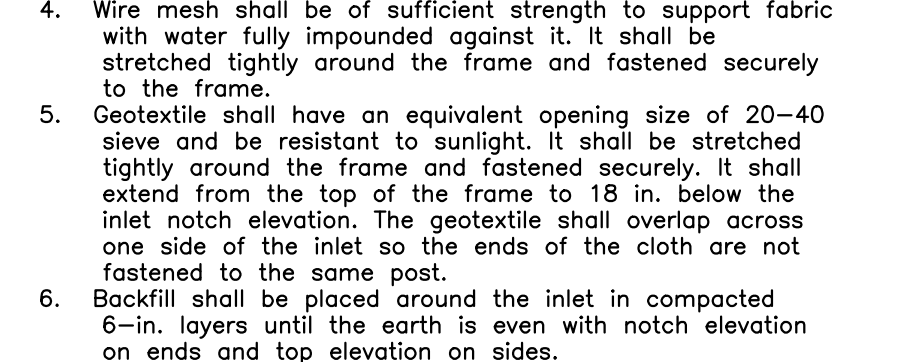 4. Wire mesh shall be of sufficient strength to support fabric
with water fully impounded against it. It shall be
stretched tightly around the frame and fastened securely
to the frame.
5. Geotextile shall have an equivalent opening size of 20-40
sieve and be resistant to sunlight. It shall be stretched
tightly around the frame and fastened securely. It shall
extend from the top of the frame to 18 in. below the
inlet notch elevation. The geotextile shall overlap across
one side of the inlet so the ends of the cloth are not
fastened to the same post.
6. Backfill shall be placed around the inlet in compacted
6-in. layers until the earth is even with notch elevation
on ends and top elevation on sides.